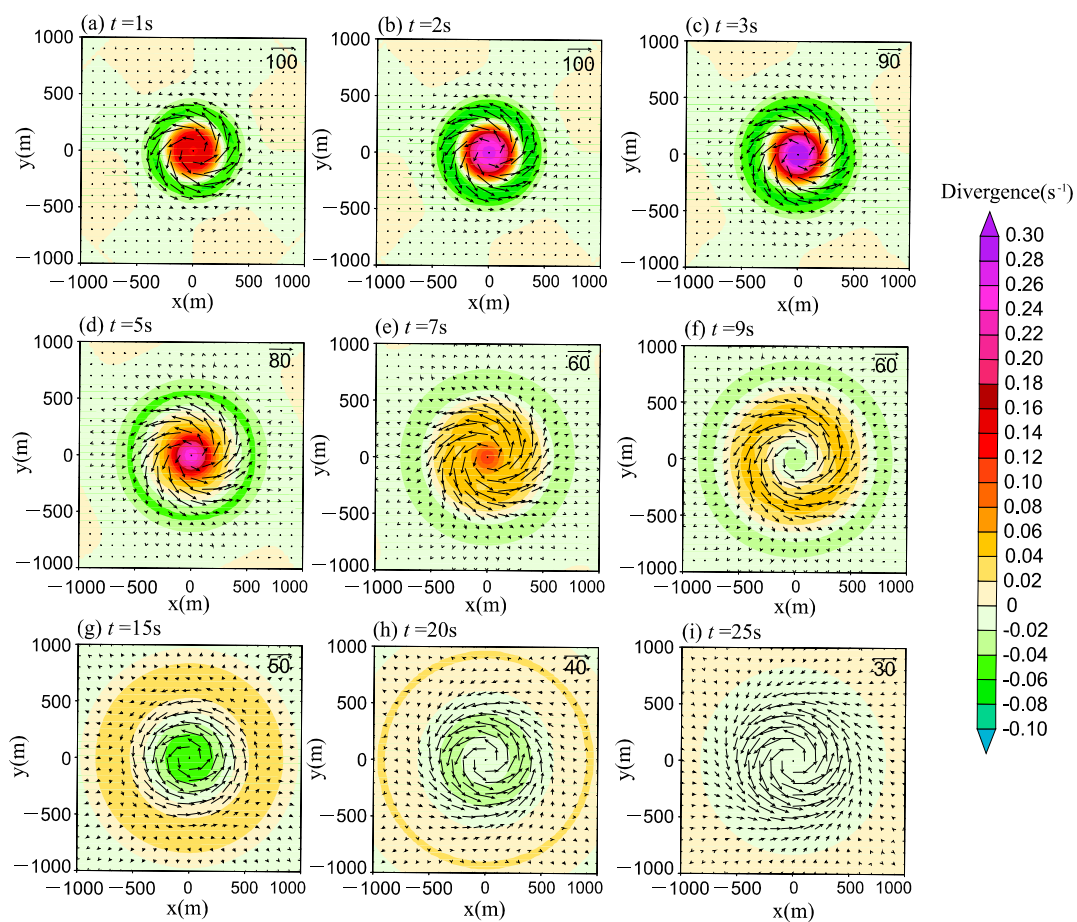 (a) t=1s
(b) t=2s
(c) t=3s
100
100
90
1000
500
0
−500
−1000
y(m)
−1000 −500 0 500 1000
x(m)
1000
500
0
−500
−1000
y(m)
−1000 −500 0 500 1000
x(m)
1000
500
0
−500
−1000
y(m)
−1000 −500 0 500 1000
x(m)
(d) t=5s
(e) t=7s
(f) t=9s
80
60
60
1000
500
0
−500
−1000
y(m)
−1000 −500 0 500 1000
x(m)
1000
500
0
−500
−1000
y(m)
−1000 −500 0 500 1000
x(m)
1000
500
0
−500
−1000
y(m)
−1000 −500 0 500 1000
x(m)
(g) t=15s
(h) t=20s
(i) t=25s
50
40
30
1000
500
0
−500
−1000
y(m)
−1000 −500 0 500 1000
x(m)
1000
500
0
−500
−1000
y(m)
−1000 −500 0 500 1000
x(m)
1000
500
0
−500
−1000
y(m)
−1000 −500 0 500 1000
x(m)
Divergence(s⁻¹)
0.30
0.28
0.26
0.24
0.22
0.20
0.18
0.16
0.14
0.12
0.10
0.08
0.06
0.04
0.02
0
-0.02
-0.04
-0.06
-0.08
-0.10